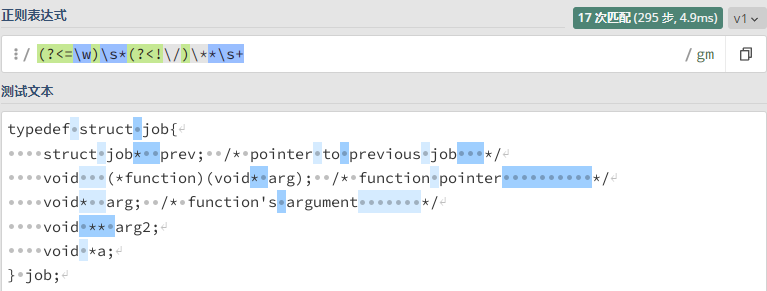 正则表达式
17 次匹配 (295 步, 4.9ms)
v1
/ (?<=\w)\s*(?<!\/)\**\s+ / gm
测试文本
typedef struct job{
    struct job*  prev;  /* pointer to previous job   */
    void   (*function)(void* arg);  /* function pointer          */
    void*  arg;  /* function's argument       */
    void ** arg2;
    void *a;
} job;